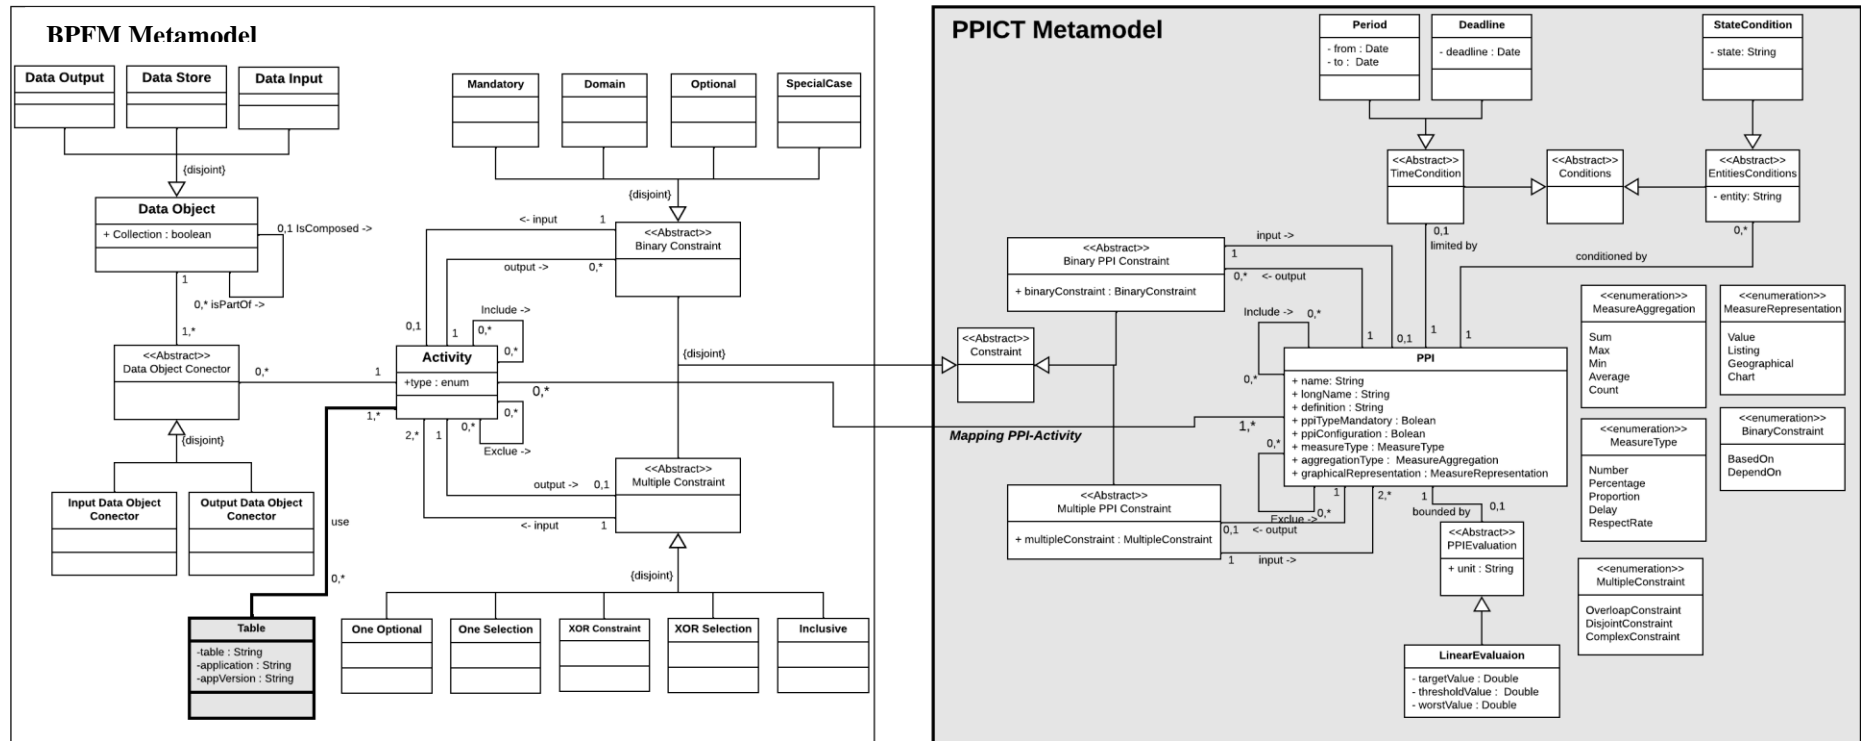 BPFM Metamodel
Data Output
Data Store
Data Input
{disjoint}
Data Object
+ Collection : boolean
0,1 IsComposed ->
1
0,* isPartOf ->
1,*
<<Abstract>>
Data Object Conector
0,*
1
{disjoint}
Input Data Object
Conector
Output Data Object
Conector
Mandatory
Domain
Optional
SpecialCase
{disjoint}
<- input
1
<<Abstract>>
Binary Constraint
output ->
0,*
0,1
1
Include ->
0,*
0,*
Activity
+type : enum
0,*
1,*
2,*
1
0,*
0,*
Exclue ->
{disjoint}
<<Abstract>>
Multiple Constraint
output ->
0,1
<- input
1
{disjoint}
use
0,*
Table
-table : String
-application : String
-appVersion : String
One Optional
One Selection
XOR Constraint
XOR Selection
Inclusive
PPICT Metamodel
Period
- from : Date
- to : Date
Deadline
- deadline : Date
StateCondition
- state: String
<<Abstract>>
TimeCondition
<<Abstract>>
Conditions
<<Abstract>>
EntitiesConditions
- entity: String
0,1
limited by
0,*
conditioned by
<<Abstract>>
Binary PPI Constraint
+ binaryConstraint : BinaryConstraint
input ->
1
0,*
<- output
<<Abstract>>
Constraint
Include ->
0,*
0,*
1
0,1
1
1
PPI
+ name: String
+ longName : String
+ definition : String
+ ppiTypeMandatory : Bolean
+ ppiConfiguration : Bolean
+ measureType : MeasureType
+ aggregationType : MeasureAggregation
+ graphicalRepresentation : MeasureRepresentation
Mapping PPI-Activity
1,*
0,*
Exclue ->
0,*
1
2,*
1
bounded by
0,1
<<Abstract>>
Multiple PPI Constraint
+ multipleConstraint : MultipleConstraint
0,1
<- output
1
input ->
<<Abstract>>
PPIEvaluation
+ unit : String
LinearEvaluaion
- targetValue : Double
- thresholdValue : Double
- worstValue : Double
<<enumeration>>
MeasureAggregation
Sum
Max
Min
Average
Count
<<enumeration>>
MeasureRepresentation
Value
Listing
Geographical
Chart
<<enumeration>>
MeasureType
Number
Percentage
Proportion
Delay
RespectRate
<<enumeration>>
BinaryConstraint
BasedOn
DependOn
<<enumeration>>
MultipleConstraint
OverloapConstraint
DisjointConstraint
ComplexConstraint